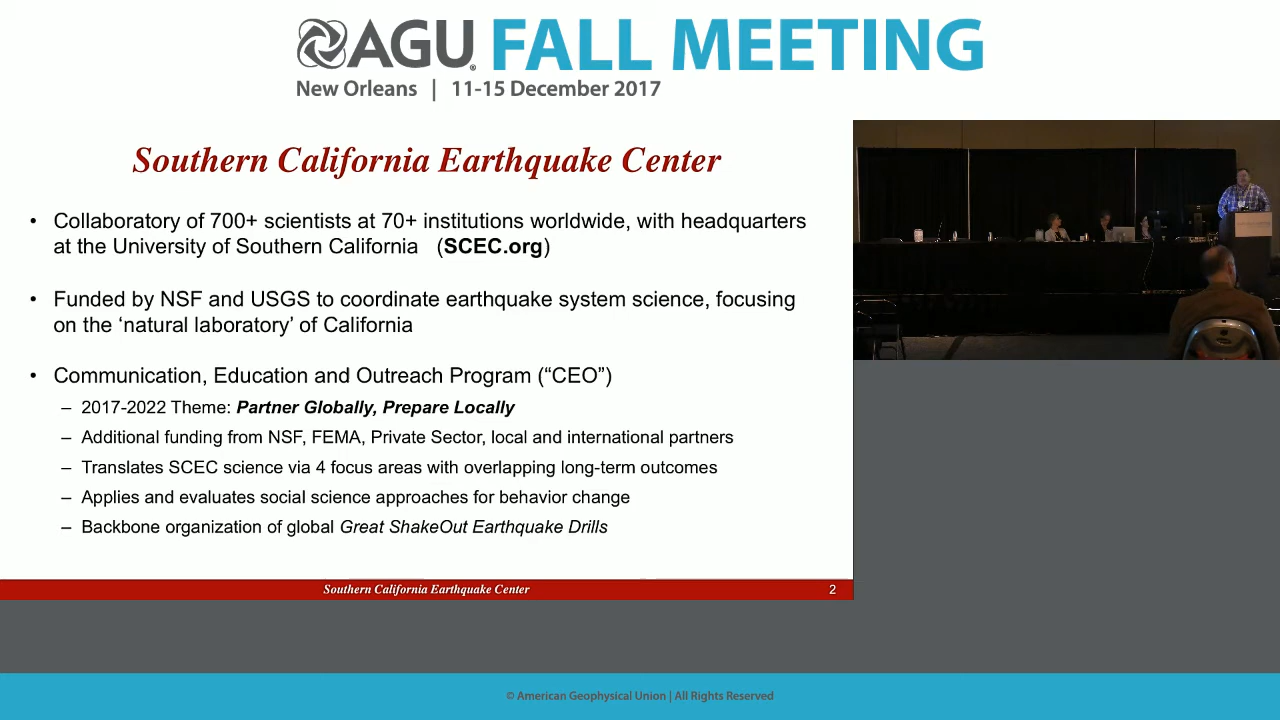 AGU FALL MEETING
New Orleans | 11-15 December 2017
Southern California Earthquake Center
• Collaboratory of 700+ scientists at 70+ institutions worldwide, with headquarters
at the University of Southern California (SCEC.org)
• Funded by NSF and USGS to coordinate earthquake system science, focusing
on the ‘natural laboratory’ of California
• Communication, Education and Outreach Program (“CEO”)
– 2017-2022 Theme: Partner Globally, Prepare Locally
– Additional funding from NSF, FEMA, Private Sector, local and international partners
– Translates SCEC science via 4 focus areas with overlapping long-term outcomes
– Applies and evaluates social science approaches for behavior change
– Backbone organization of global Great ShakeOut Earthquake Drills
Southern California Earthquake Center 2
© American Geophysical Union | All Rights Reserved